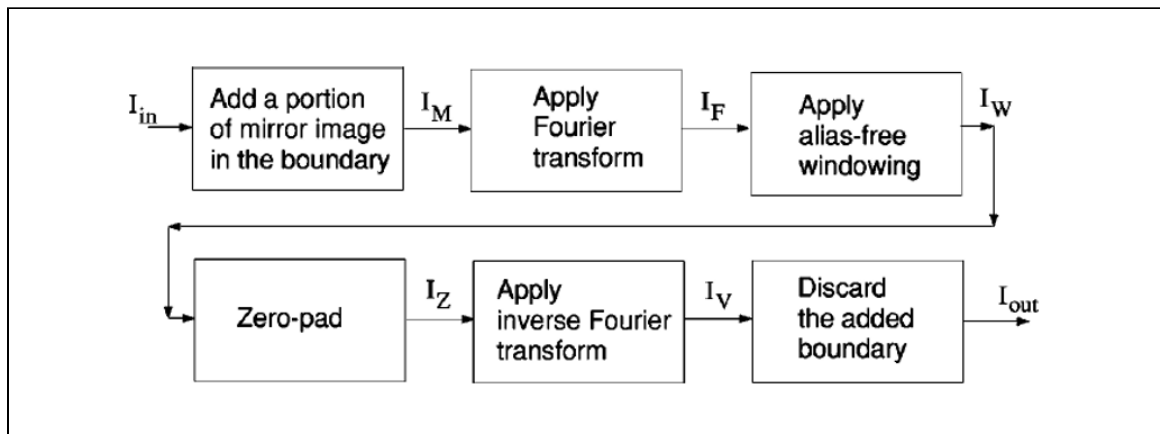 I_in
Add a portion
of mirror image
in the boundary
I_M
Apply
Fourier
transform
I_F
Apply
alias-free
windowing
I_W
Zero-pad
I_Z
Apply
inverse Fourier
transform
I_V
Discard
the added
boundary
I_out